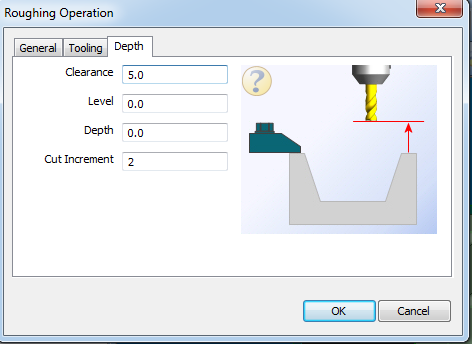 Roughing Operation
General Tooling Depth
Clearance 5.0
Level 0.0
Depth 0.0
Cut Increment 2
?
OK Cancel